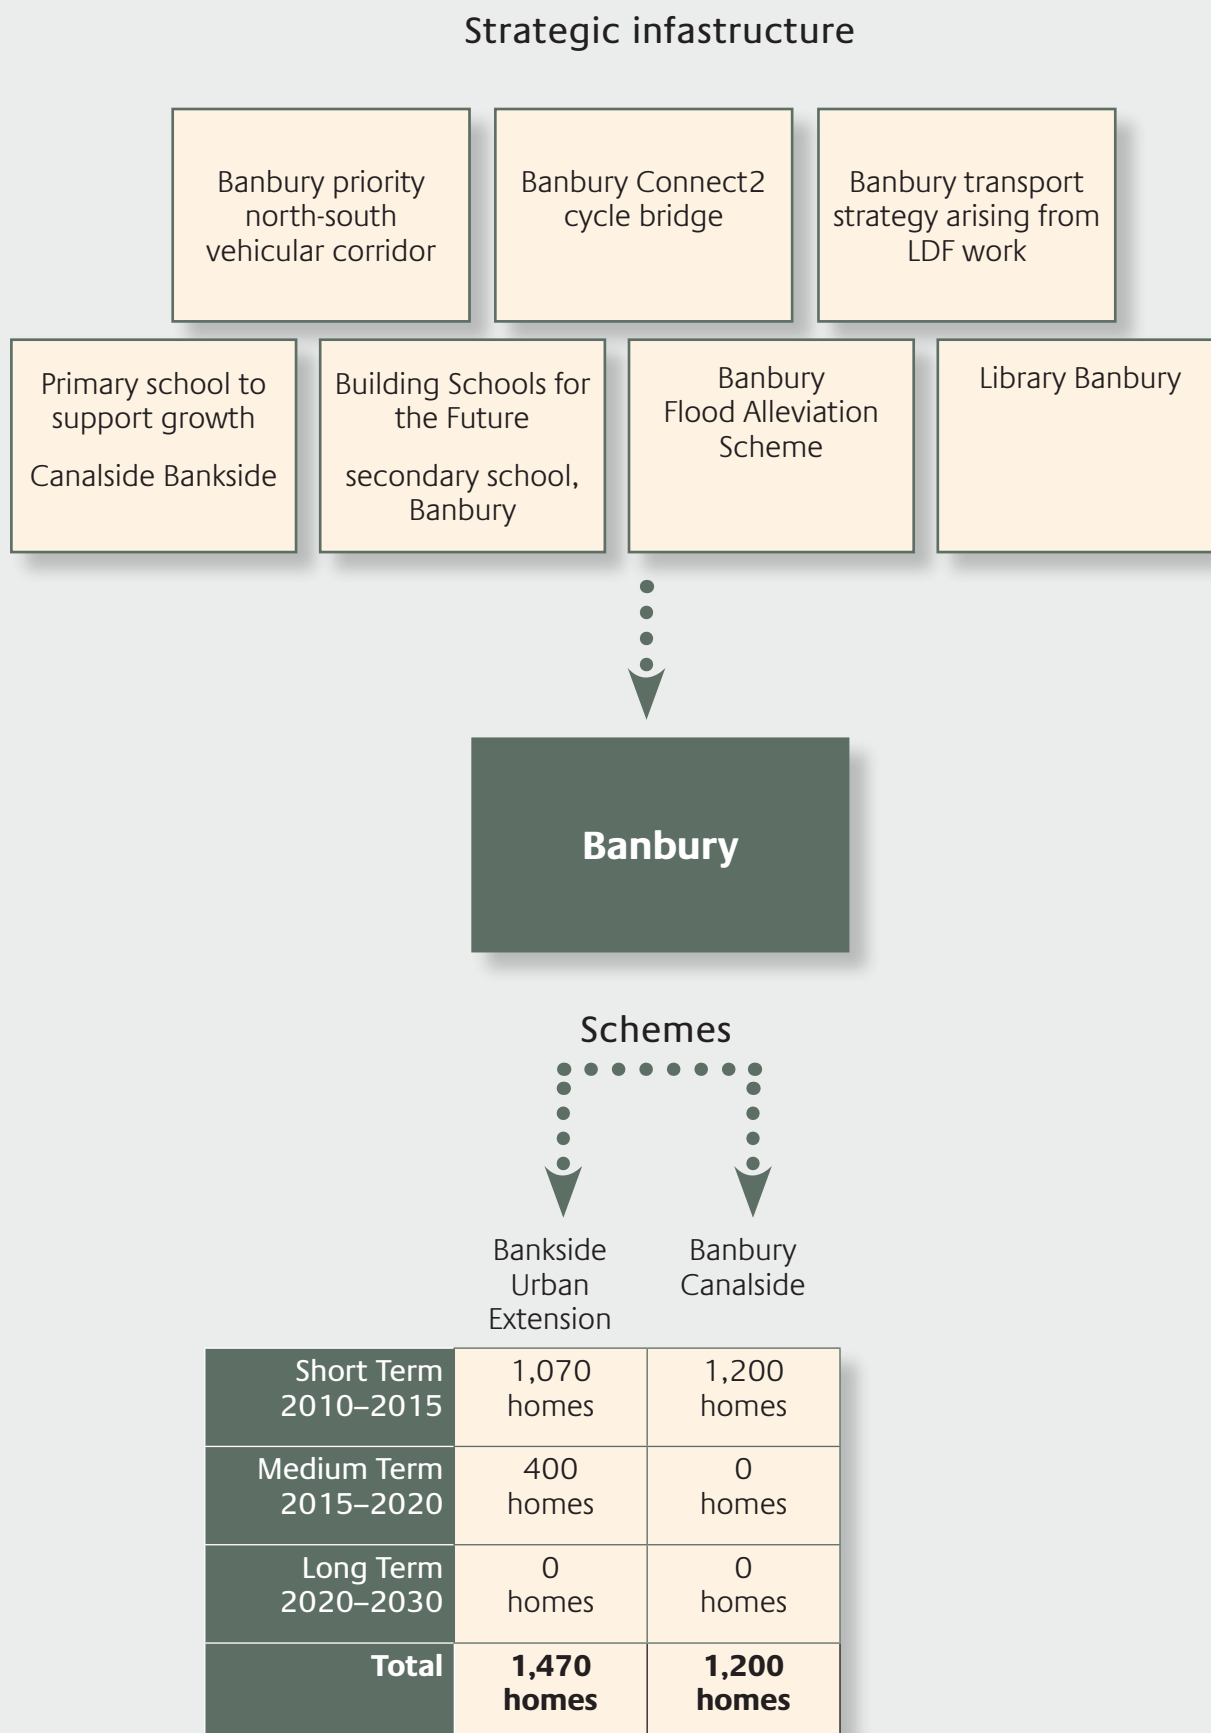 Strategic infastructure
Banbury priority
north-south
vehicular corridor
Banbury Connect2
cycle bridge
Banbury transport
strategy arising from
LDF work
Primary school to
support growth
Canalside Bankside
Building Schools for
the Future
secondary school,
Banbury
Banbury
Flood Alleviation
Scheme
Library Banbury
Banbury
Schemes
Bankside
Urban
Extension
Banbury
Canalside
Short Term
2010–2015
1,070
homes
1,200
homes
Medium Term
2015–2020
400
homes
0
homes
Long Term
2020–2030
0
homes
0
homes
Total
1,470
homes
1,200
homes